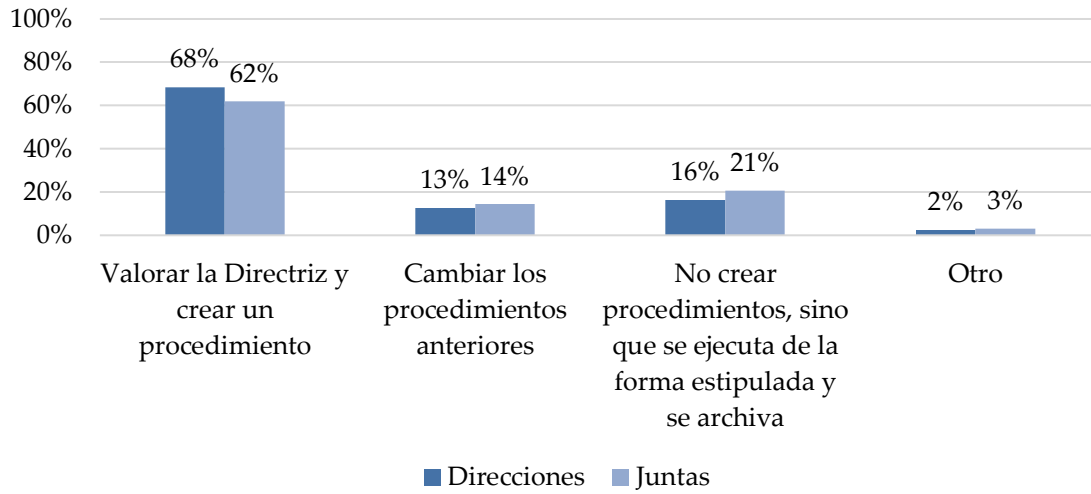 100%
80%
60%
40%
20%
0%
68%
62%
13%
14%
16%
21%
2%
3%
Valorar la Directriz y
crear un
procedimiento
Cambiar los
procedimientos
anteriores
No crear
procedimientos, sino
que se ejecuta de la
forma estipulada y
se archiva
Otro
Direcciones
Juntas